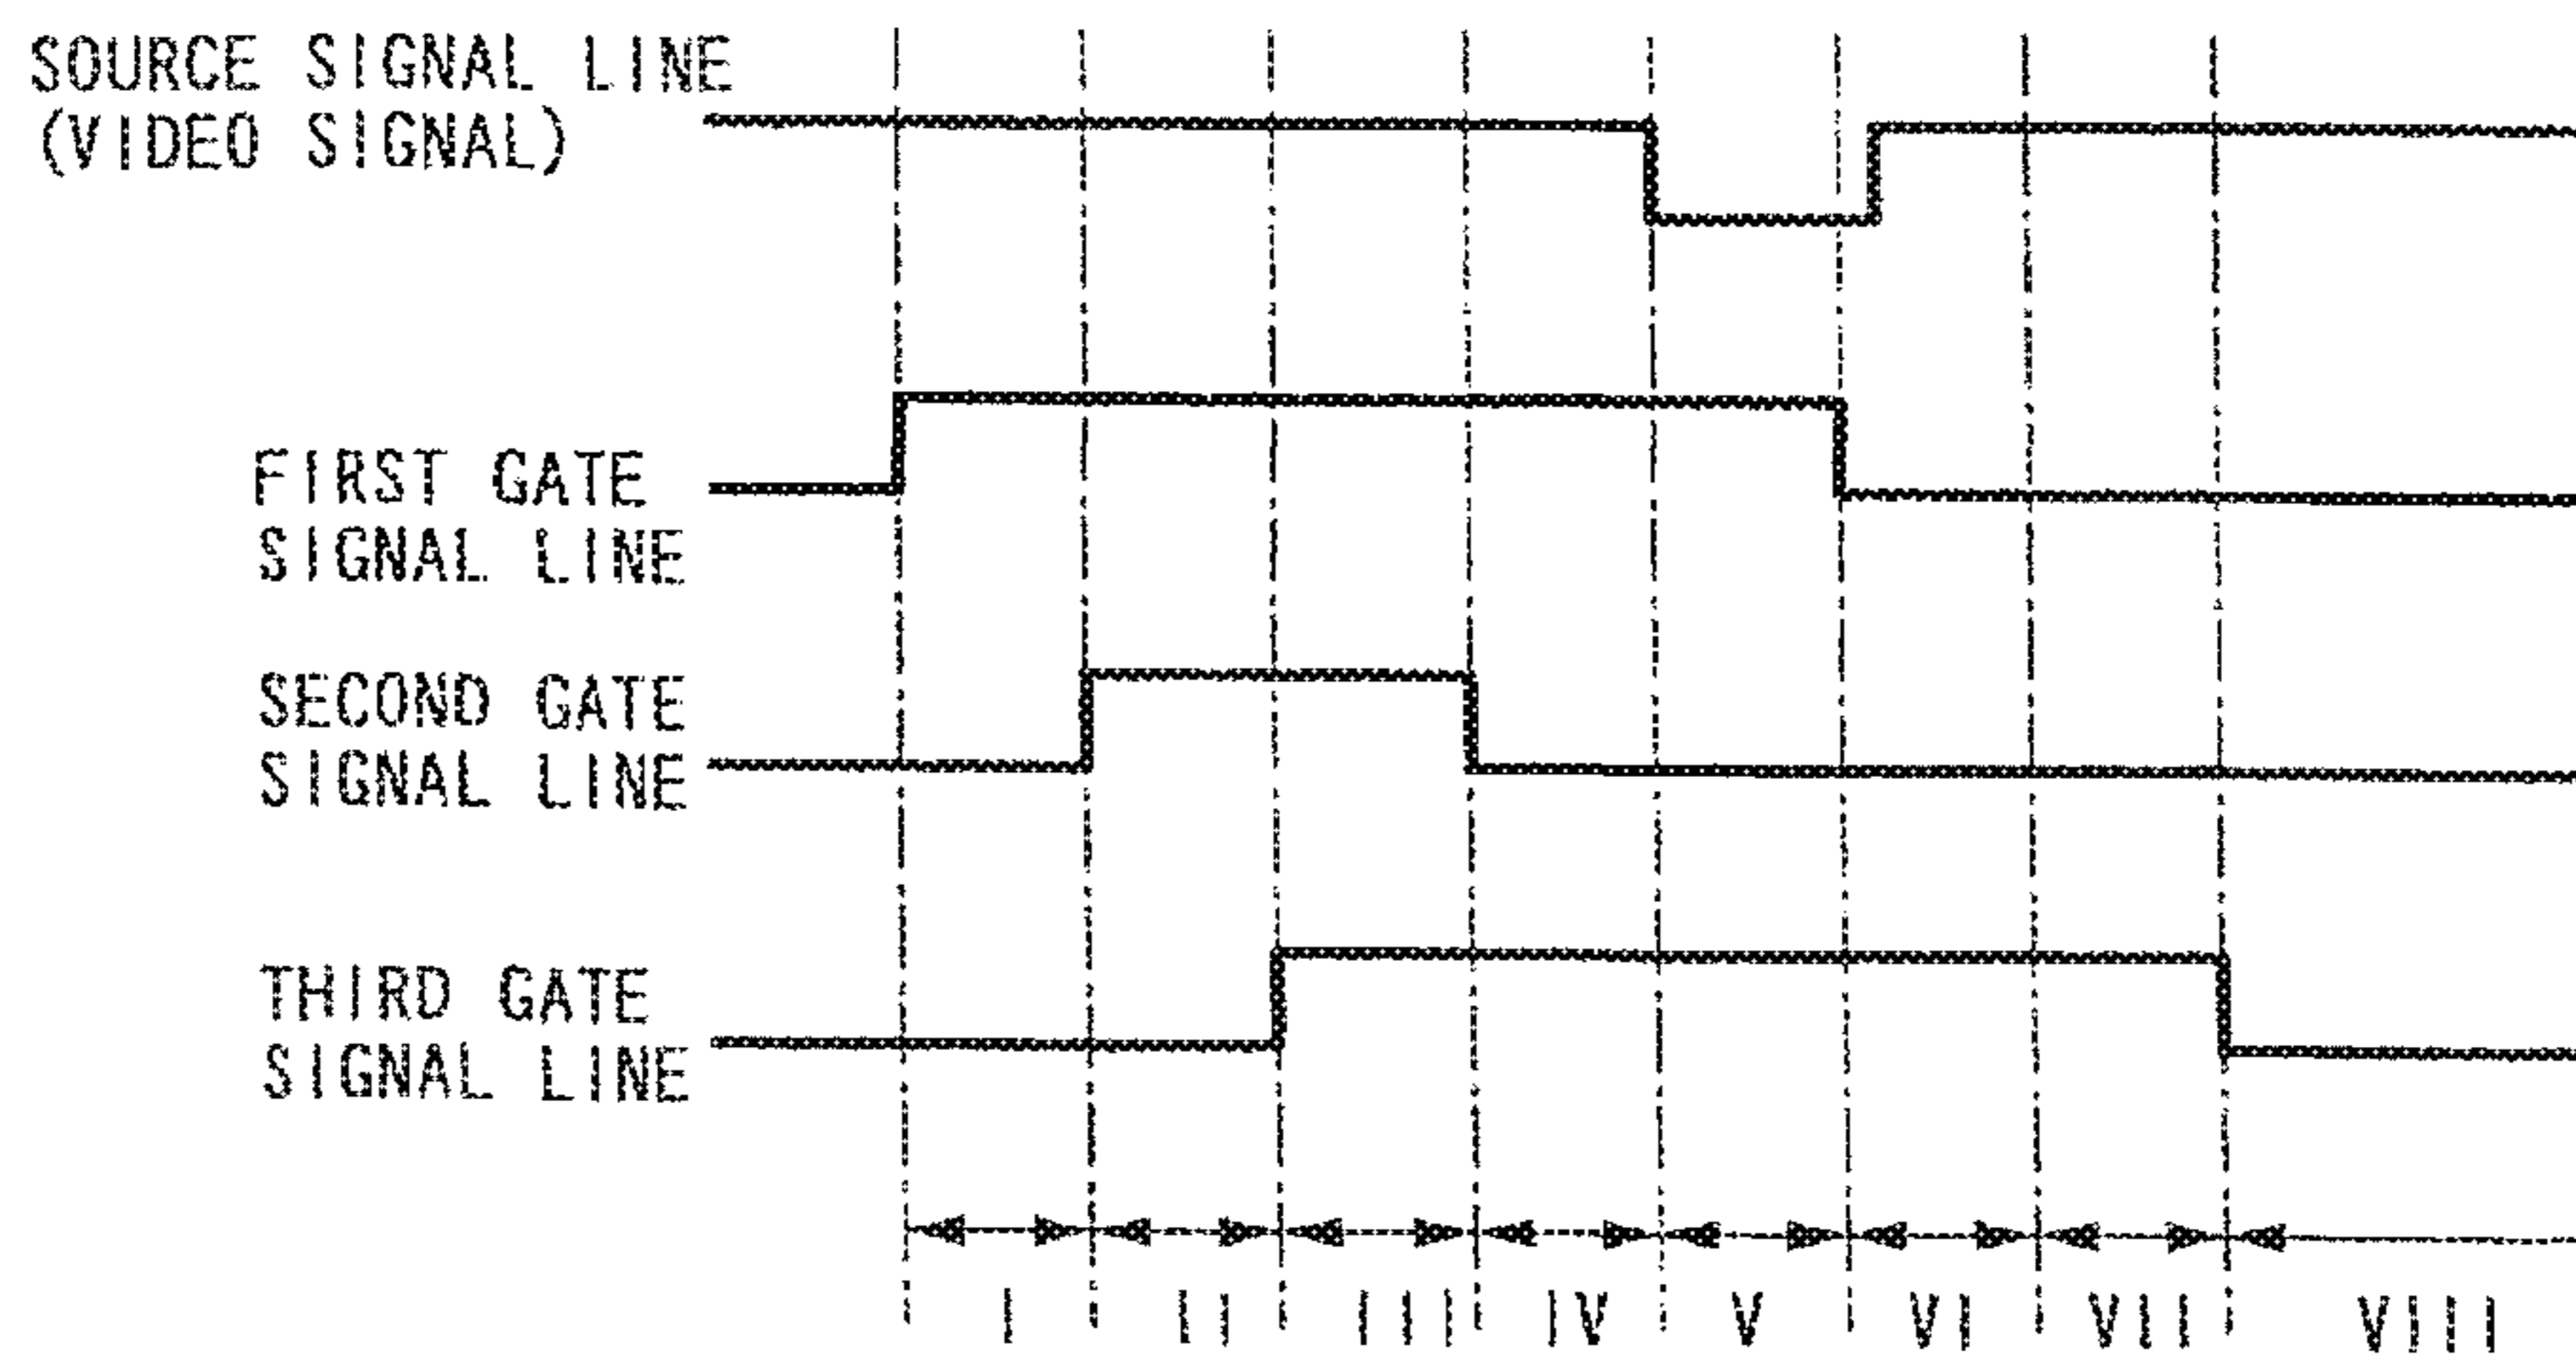 SOURCE SIGNAL LINE
(VIDEO SIGNAL)
FIRST GATE
SIGNAL LINE
SECOND GATE
SIGNAL LINE
THIRD GATE
SIGNAL LINE
I II III IV V VI VII VIII